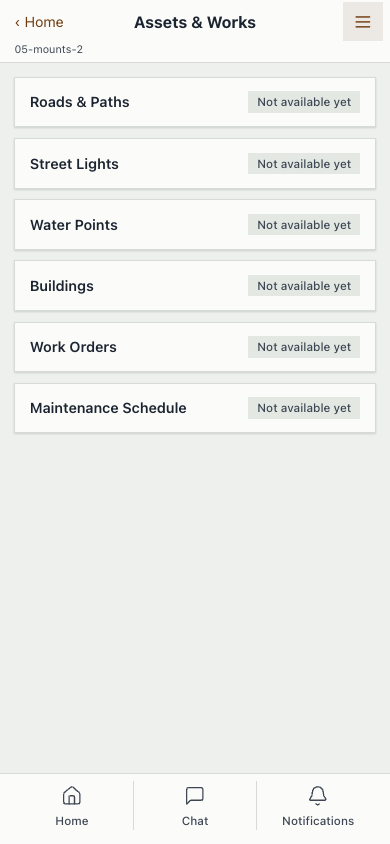 ‹ Home
Assets & Works
05-mounts-2
Roads & Paths
Not available yet
Street Lights
Not available yet
Water Points
Not available yet
Buildings
Not available yet
Work Orders
Not available yet
Maintenance Schedule
Not available yet
Home
Chat
Notifications